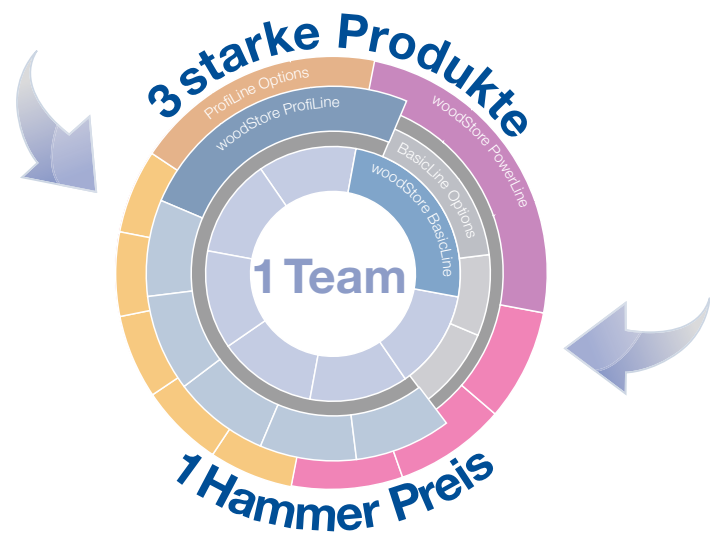 3 starke Produkte
ProfiLine Options
woodStore ProfiLine
woodStore PowerLine
BasicLine Options
woodStore BasicLine
1 Team
1 Hammer Preis